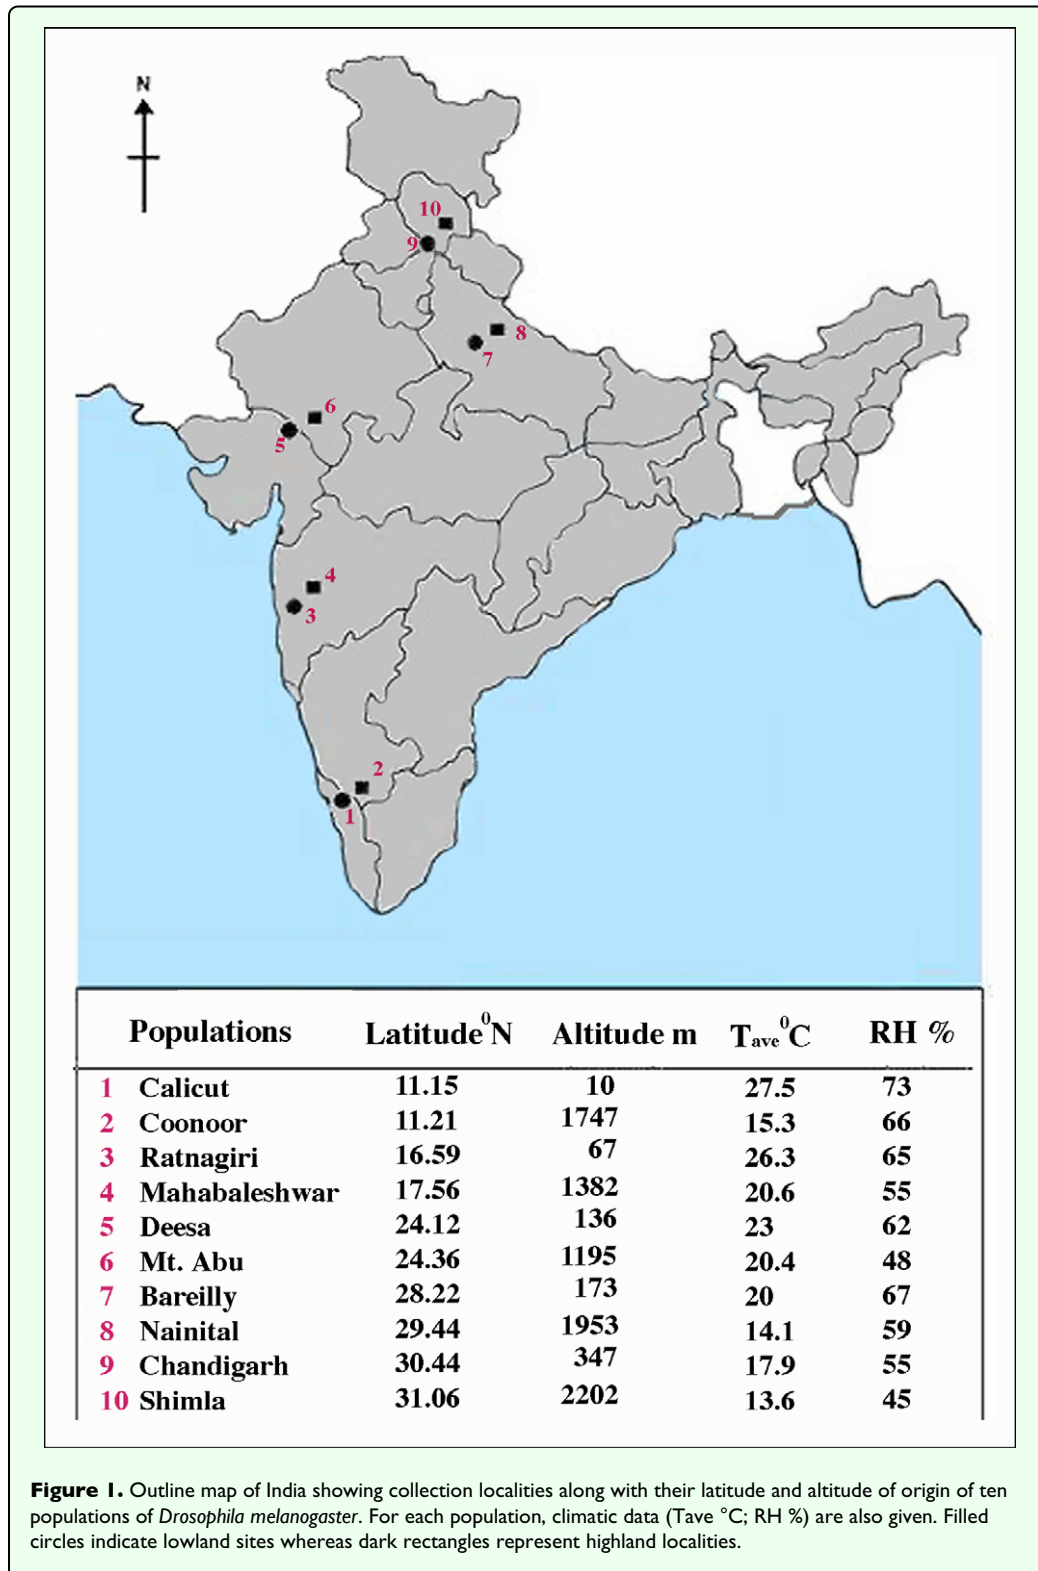 N
10
9
8
7
6
5
4
3
2
1
Populations Latitude⁰N Altitude m Tave⁰C RH %
1 Calicut 11.15 10 27.5 73
2 Coonoor 11.21 1747 15.3 66
3 Ratnagiri 16.59 67 26.3 65
4 Mahabaleshwar 17.56 1382 20.6 55
5 Deesa 24.12 136 23 62
6 Mt. Abu 24.36 1195 20.4 48
7 Bareilly 28.22 173 20 67
8 Nainital 29.44 1953 14.1 59
9 Chandigarh 30.44 347 17.9 55
10 Shimla 31.06 2202 13.6 45
Figure 1. Outline map of India showing collection localities along with their latitude and altitude of origin of ten
populations of Drosophila melanogaster. For each population, climatic data (Tave °C; RH %) are also given. Filled
circles indicate lowland sites whereas dark rectangles represent highland localities.